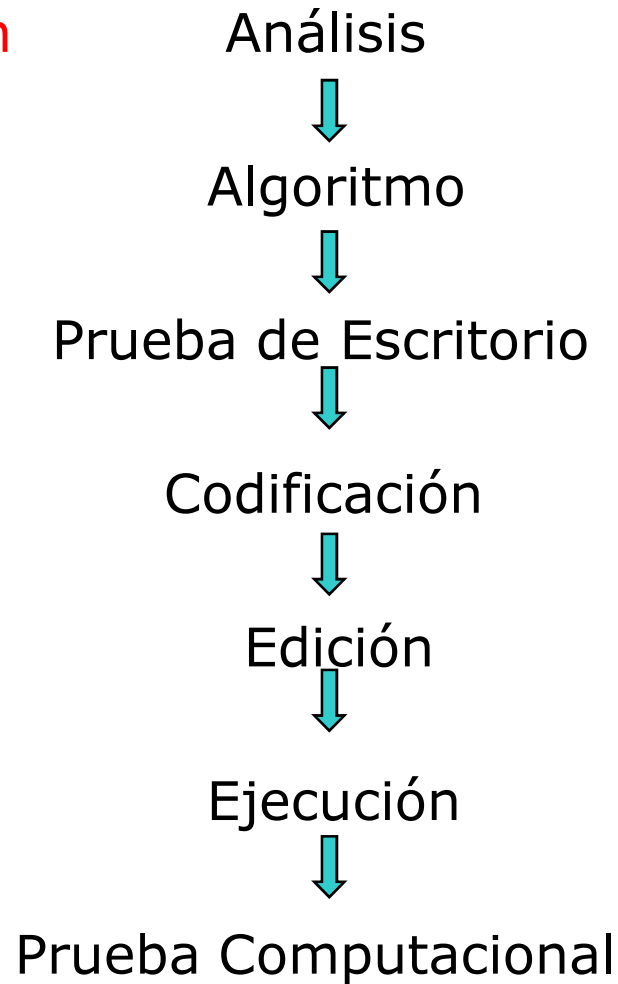 n
Análisis
Algoritmo
Prueba de Escritorio
Codificación
Edición
Ejecución
Prueba Computacional